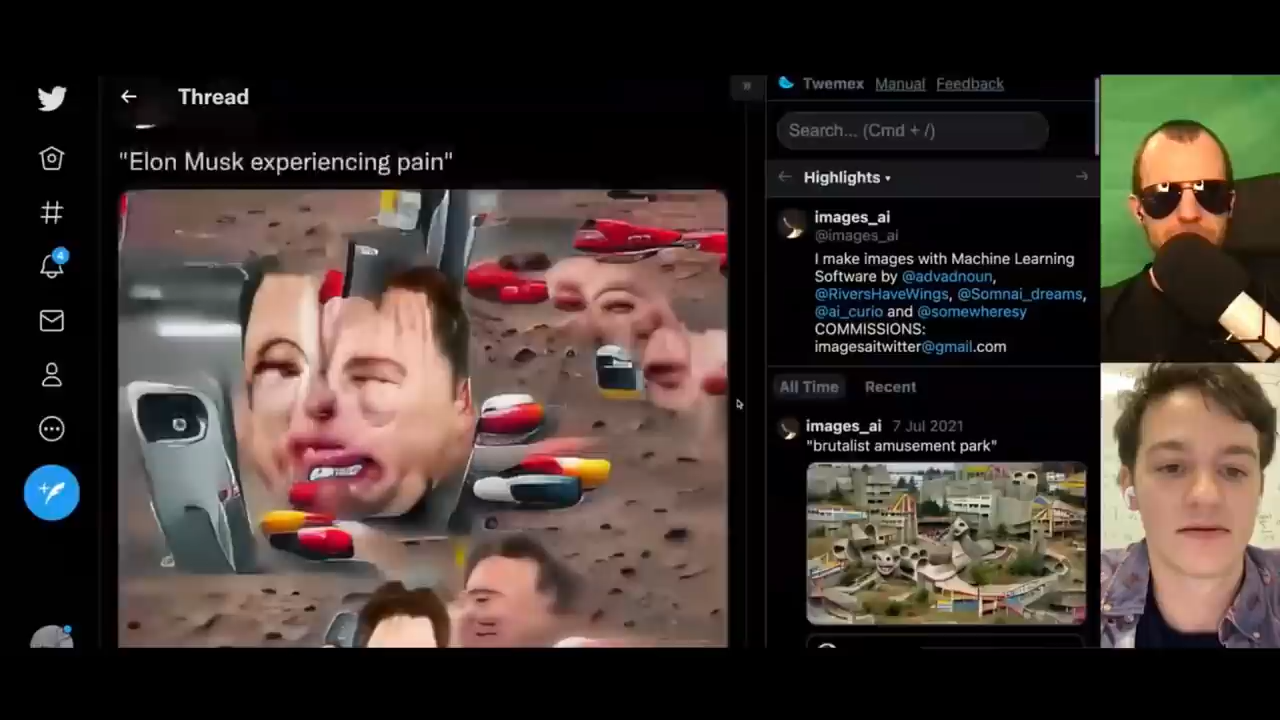 Thread
"Elon Musk experiencing pain"
4
Twemex Manual Feedback
Search... (Cmd + /)
Highlights
images_ai
@images_ai
I make images with Machine Learning
Software by @advadnoun,
@RiversHaveWings, @Somnai_dreams,
@ai_curio and @somewheresy
COMMISSIONS:
imagesaitwitter@gmail.com
All Time Recent
images_ai 7 Jul 2021
"brutalist amusement park"